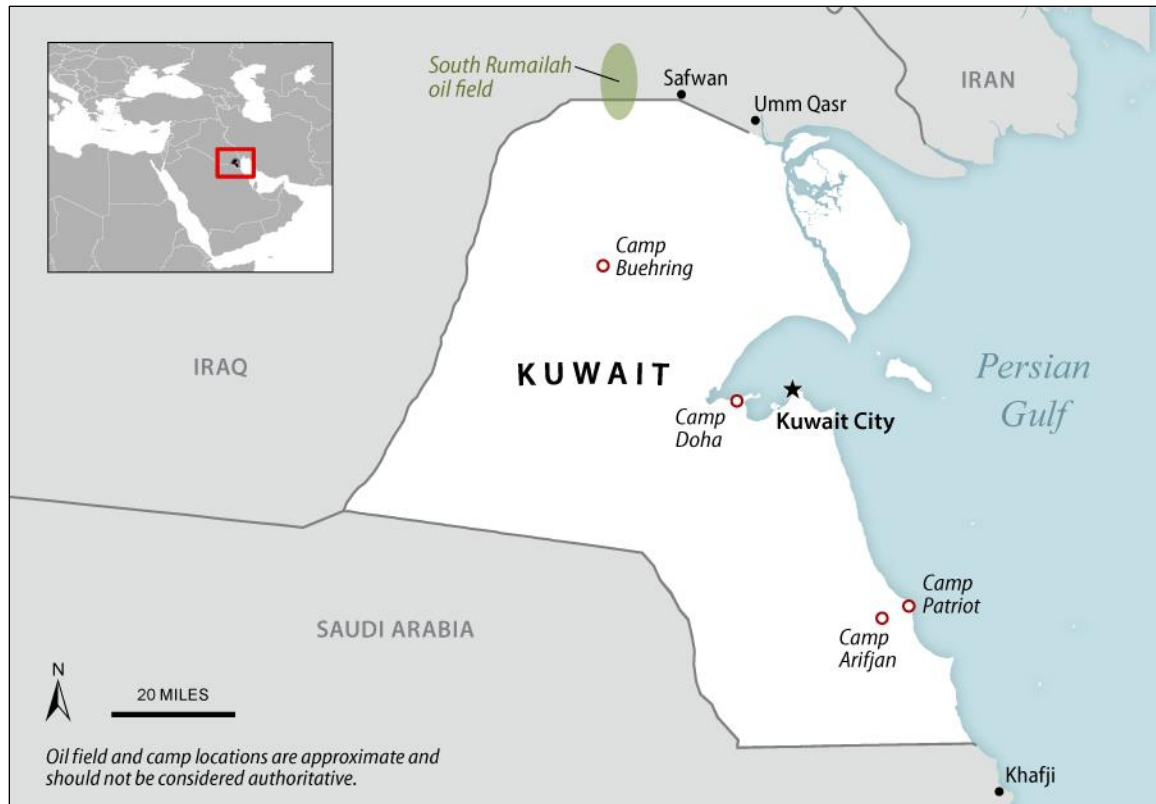 South Rumailah
oil field
Safwan
Umm Qasr
IRAN
Camp
Buehring
IRAQ
KUWAIT
Persian
Gulf
Camp
Doha
Kuwait City
Camp
Patriot
SAUDI ARABIA
Camp
Arifjan
N
20 MILES
Oil field and camp locations are approximate and
should not be considered authoritative.
Khafji